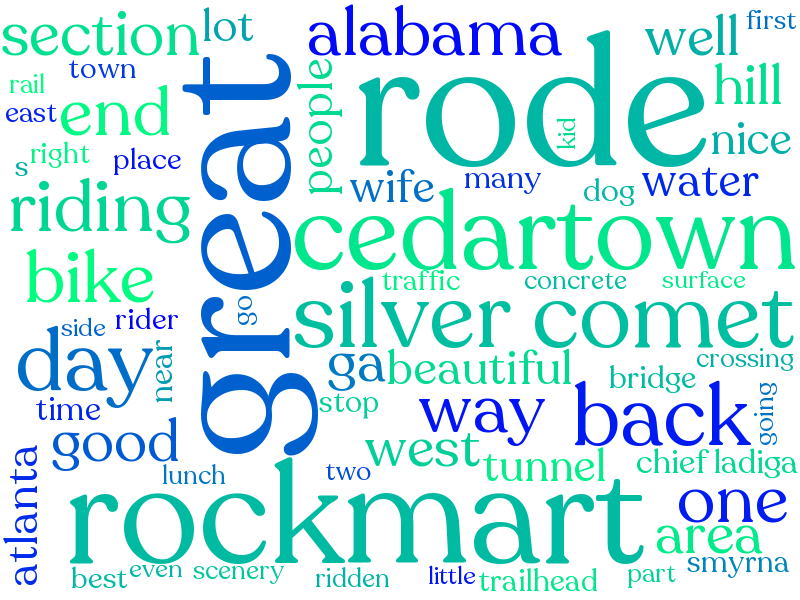 section
lot
alabama
well
first
town
rail
east
end
people
rode
kid
hill
nice
s
right
place
great
wife
many
dog
water
riding
cedartown
bike
traffic
concrete
surface
side
rider
go
silver comet
day
near
ga
beautiful
bridge
crossing
time
stop
way
back
going
good
west
atlanta
lunch
two
tunnel
chief ladiga
rockmart
one
area
smyrna
best
even
scenery
ridden
little
trailhead
part